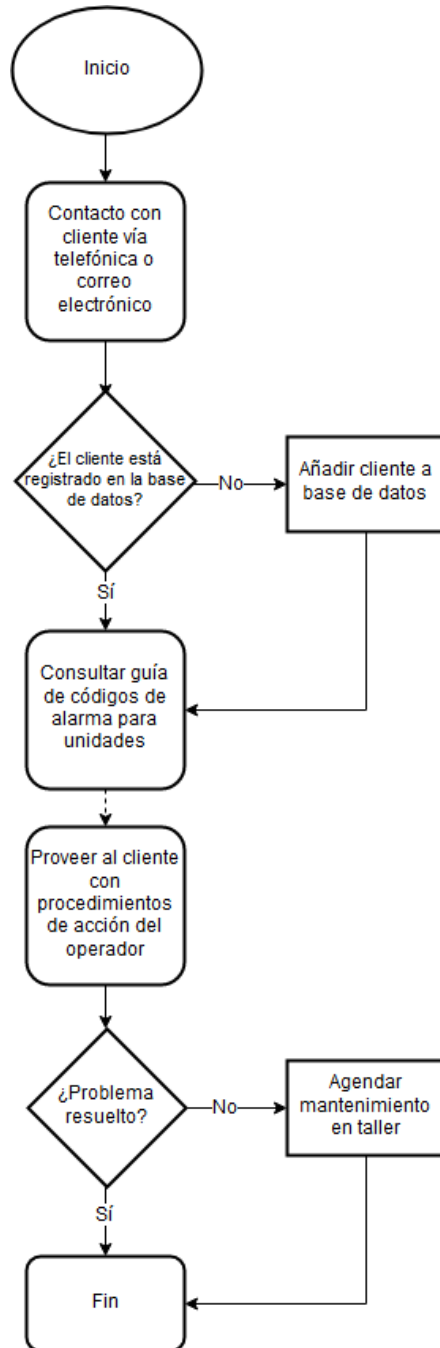 Inicio
Contacto con
cliente vía
telefónica o
correo
electrónico
¿El cliente está
registrado en la base
de datos?
No
Añadir cliente a
base de datos
Sí
Consultar guía
de códigos de
alarma para
unidades
Proveer al cliente
con
procedimientos
de acción del
operador
¿Problema
resuelto?
No
Agendar
mantenimiento
en taller
Sí
Fin